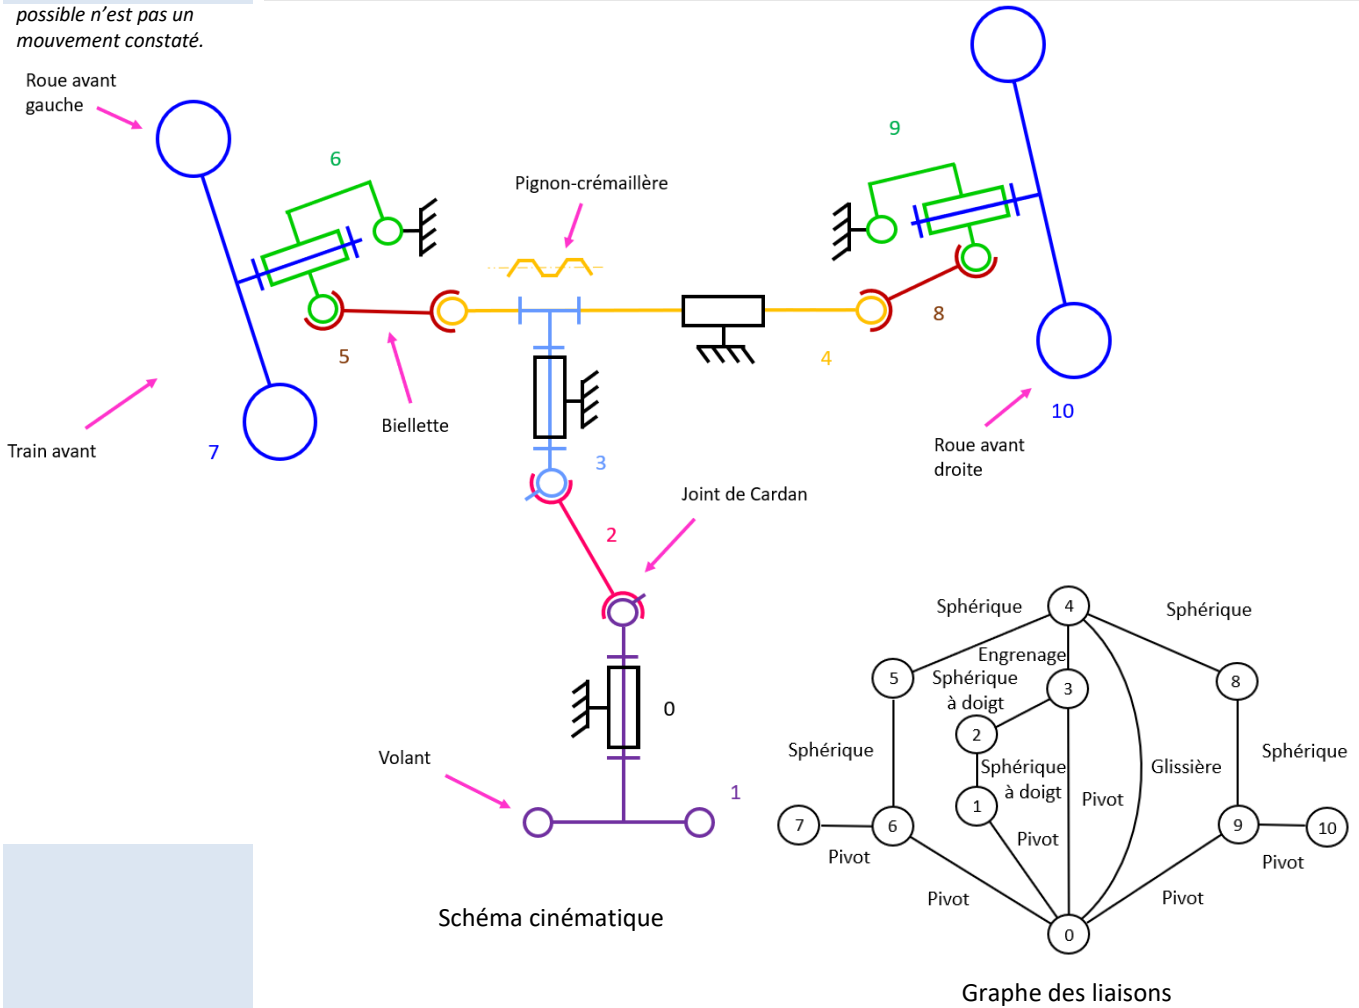 possible n’est pas un
mouvement constaté.
Roue avant
gauche
6
Pignon-crémaillère
9
5
Biellette
4
8
10
Train avant
7
3
Roue avant
droite
Joint de Cardan
2
0
Volant
1
Schéma cinématique
Sphérique
4
Sphérique
Engrenage
5
Sphérique
à doigt
3
8
2
Sphérique
Sphérique
à doigt
Glissière
Sphérique
1
Pivot
7
6
Pivot
9
10
Pivot
Pivot
Pivot
Pivot
0
Graphe des liaisons